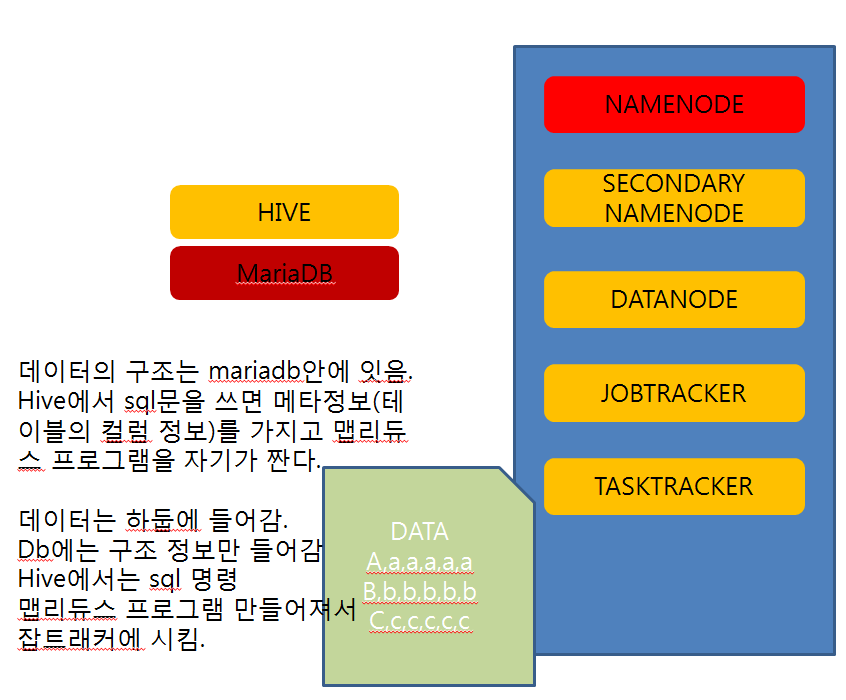 NAMENODE
SECONDARY
NAMENODE
HIVE
MariaDB
DATANODE
데이터의 구조는 mariadb안에 잇음.
Hive에서 sql문을 쓰면 메타정보(테
이블의 컬럼 정보)를 가지고 맵리듀
스 프로그램을 자기가 짠다.
JOBTRACKER
TASKTRACKER
데이터는 하둡에 들어감.
Db에는 구조 정보만 들어감
Hive에서는 sql 명령
맵리듀스 프로그램 만들어져서
잡트래커에 시킴.
DATA
A,a,a,a,a,a
B,b,b,b,b,b
C,c,c,c,c,c